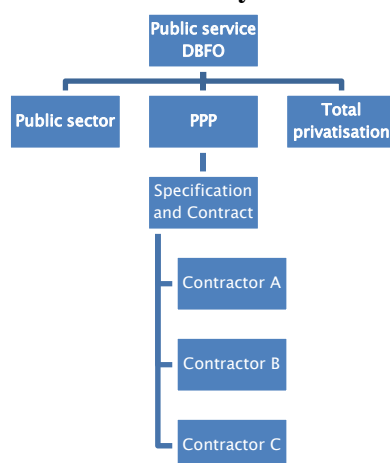 Public service
DBFO
Public sector
PPP
Total
privatisation
Specification
and Contract
Contractor A
Contractor B
Contractor C